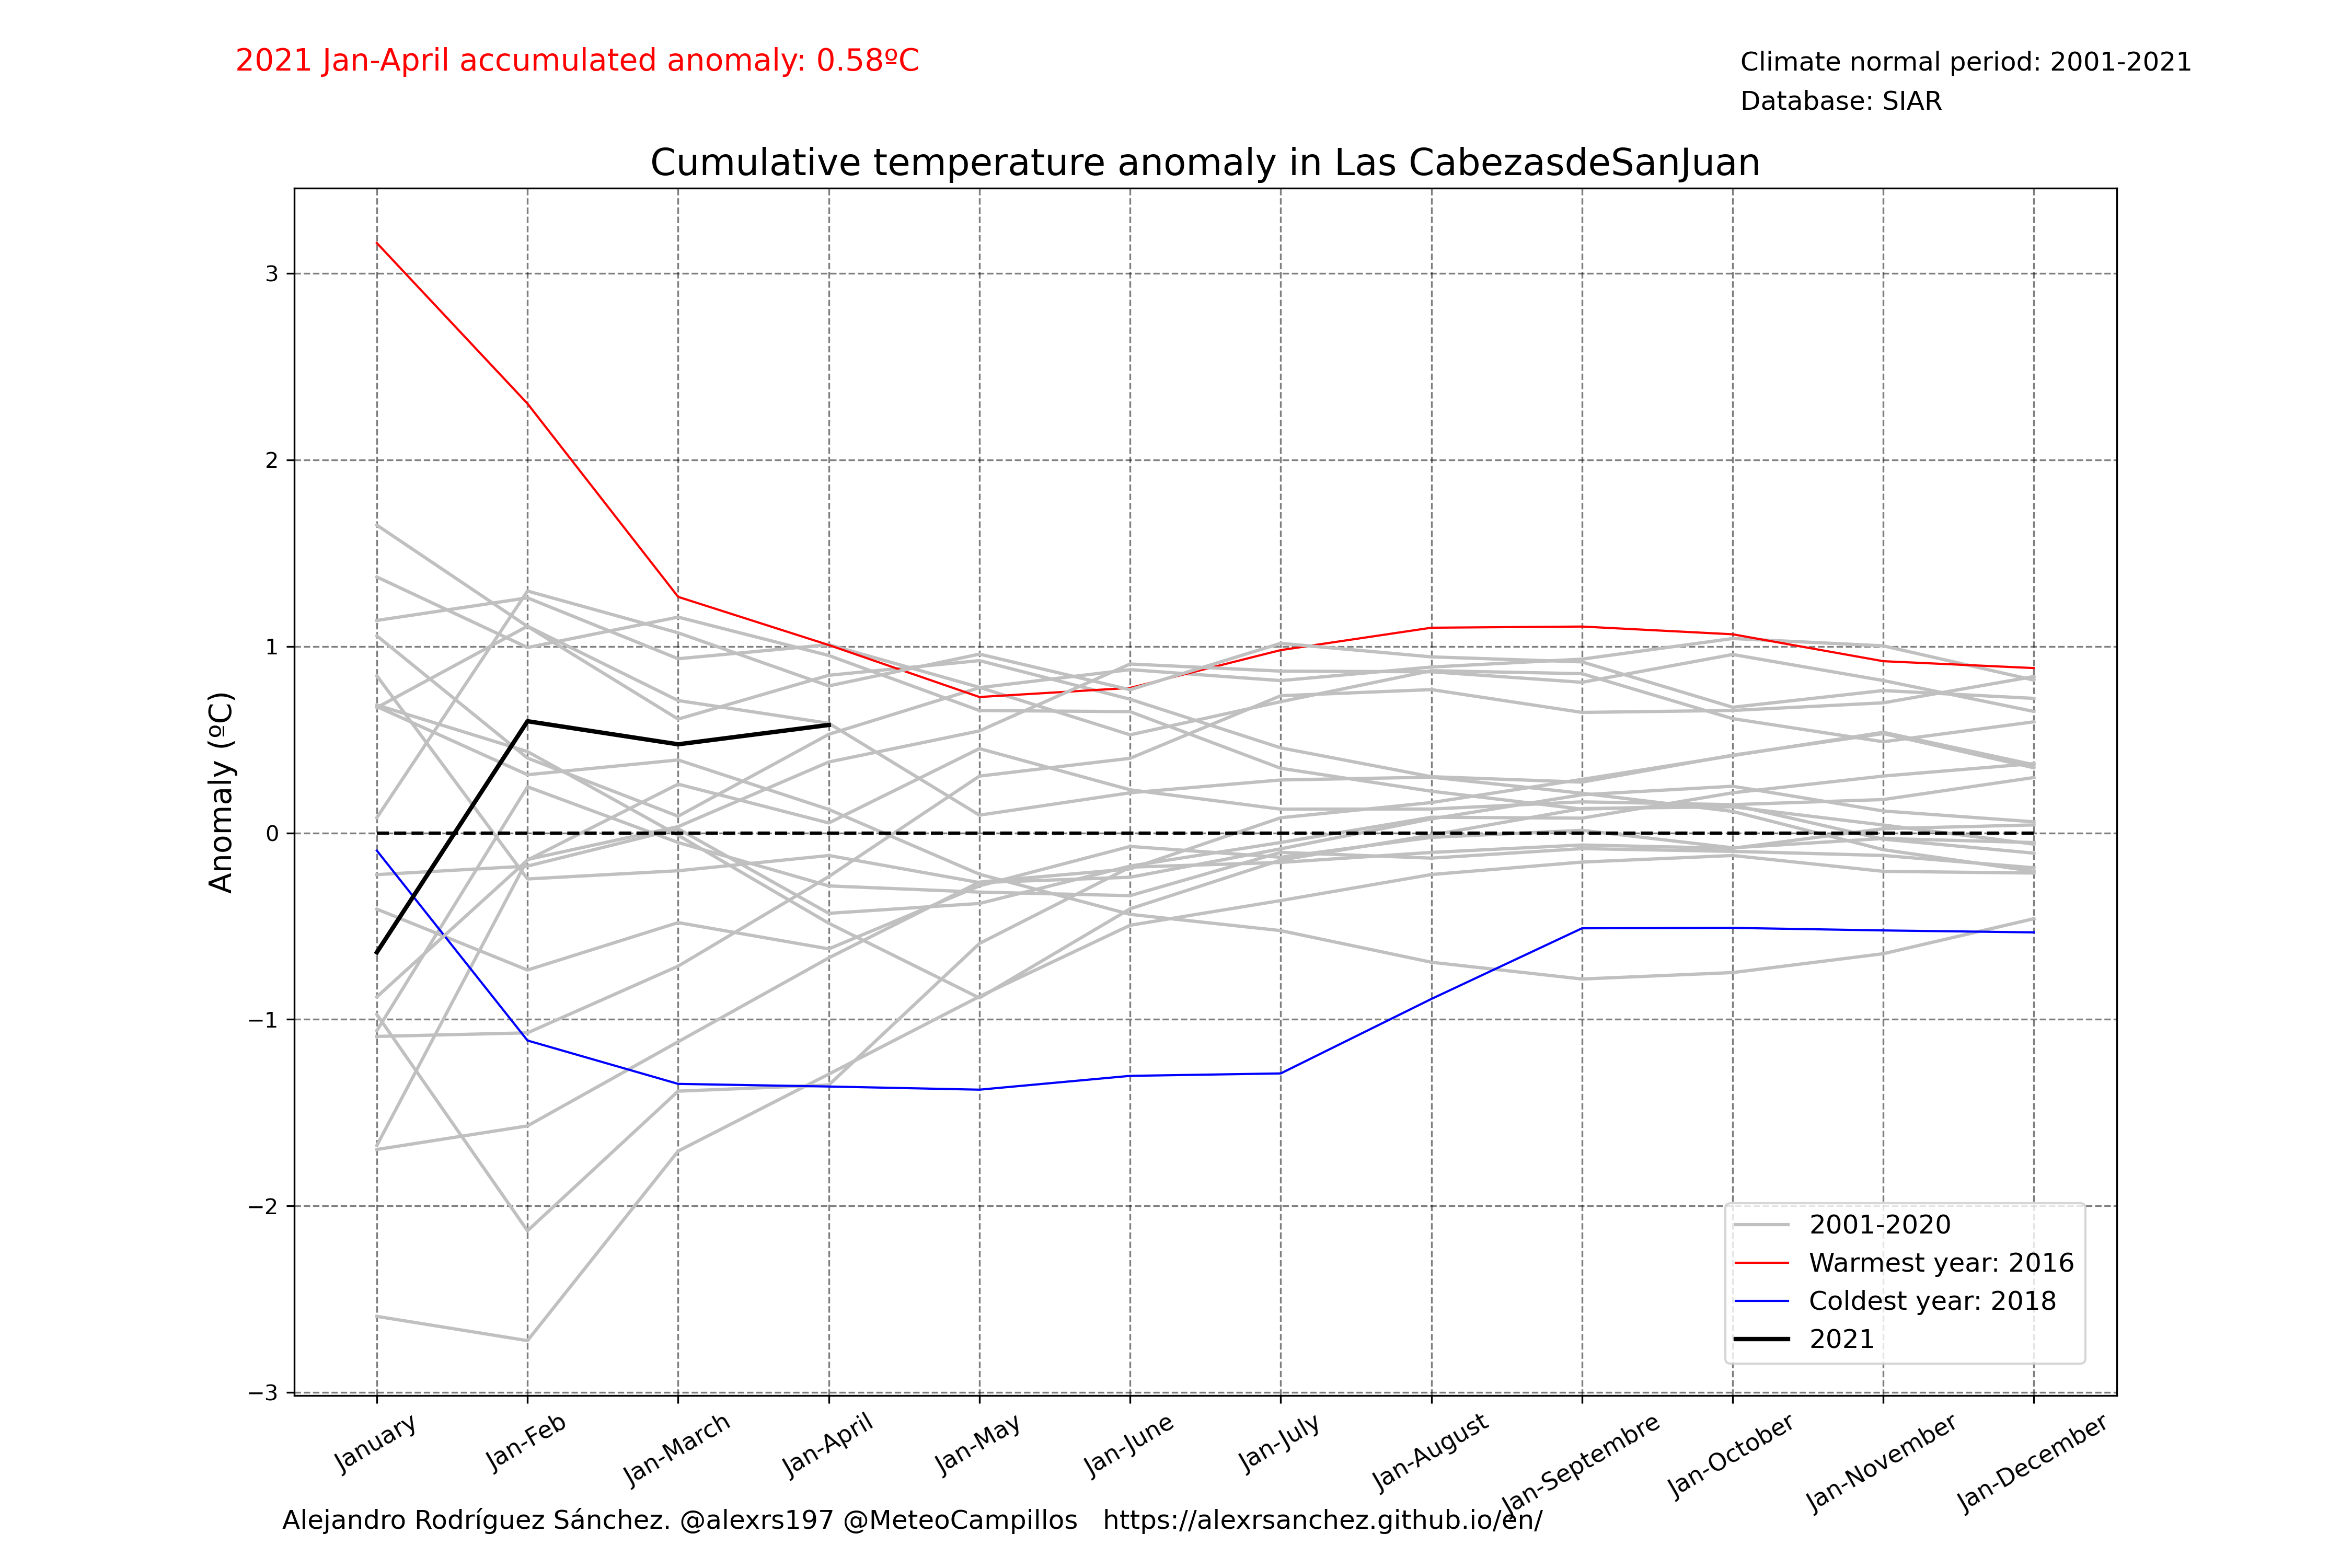 2021 Jan-April accumulated anomaly: 0.58ºC
Climate normal period: 2001-2021
Database: SIAR
Cumulative temperature anomaly in Las CabezasdeSanJuan
Anomaly (ºC)
3
2
1
0
−1
−2
−3
2001-2020
Warmest year: 2016
Coldest year: 2018
2021
January
Jan-Feb
Jan-March
Jan-April
Jan-May
Jan-June
Jan-July
Jan-August
Jan-Septembre
Jan-October
Jan-November
Jan-December
Alejandro Rodríguez Sánchez. @alexrs197 @MeteoCampillos   https://alexrsanchez.github.io/en/